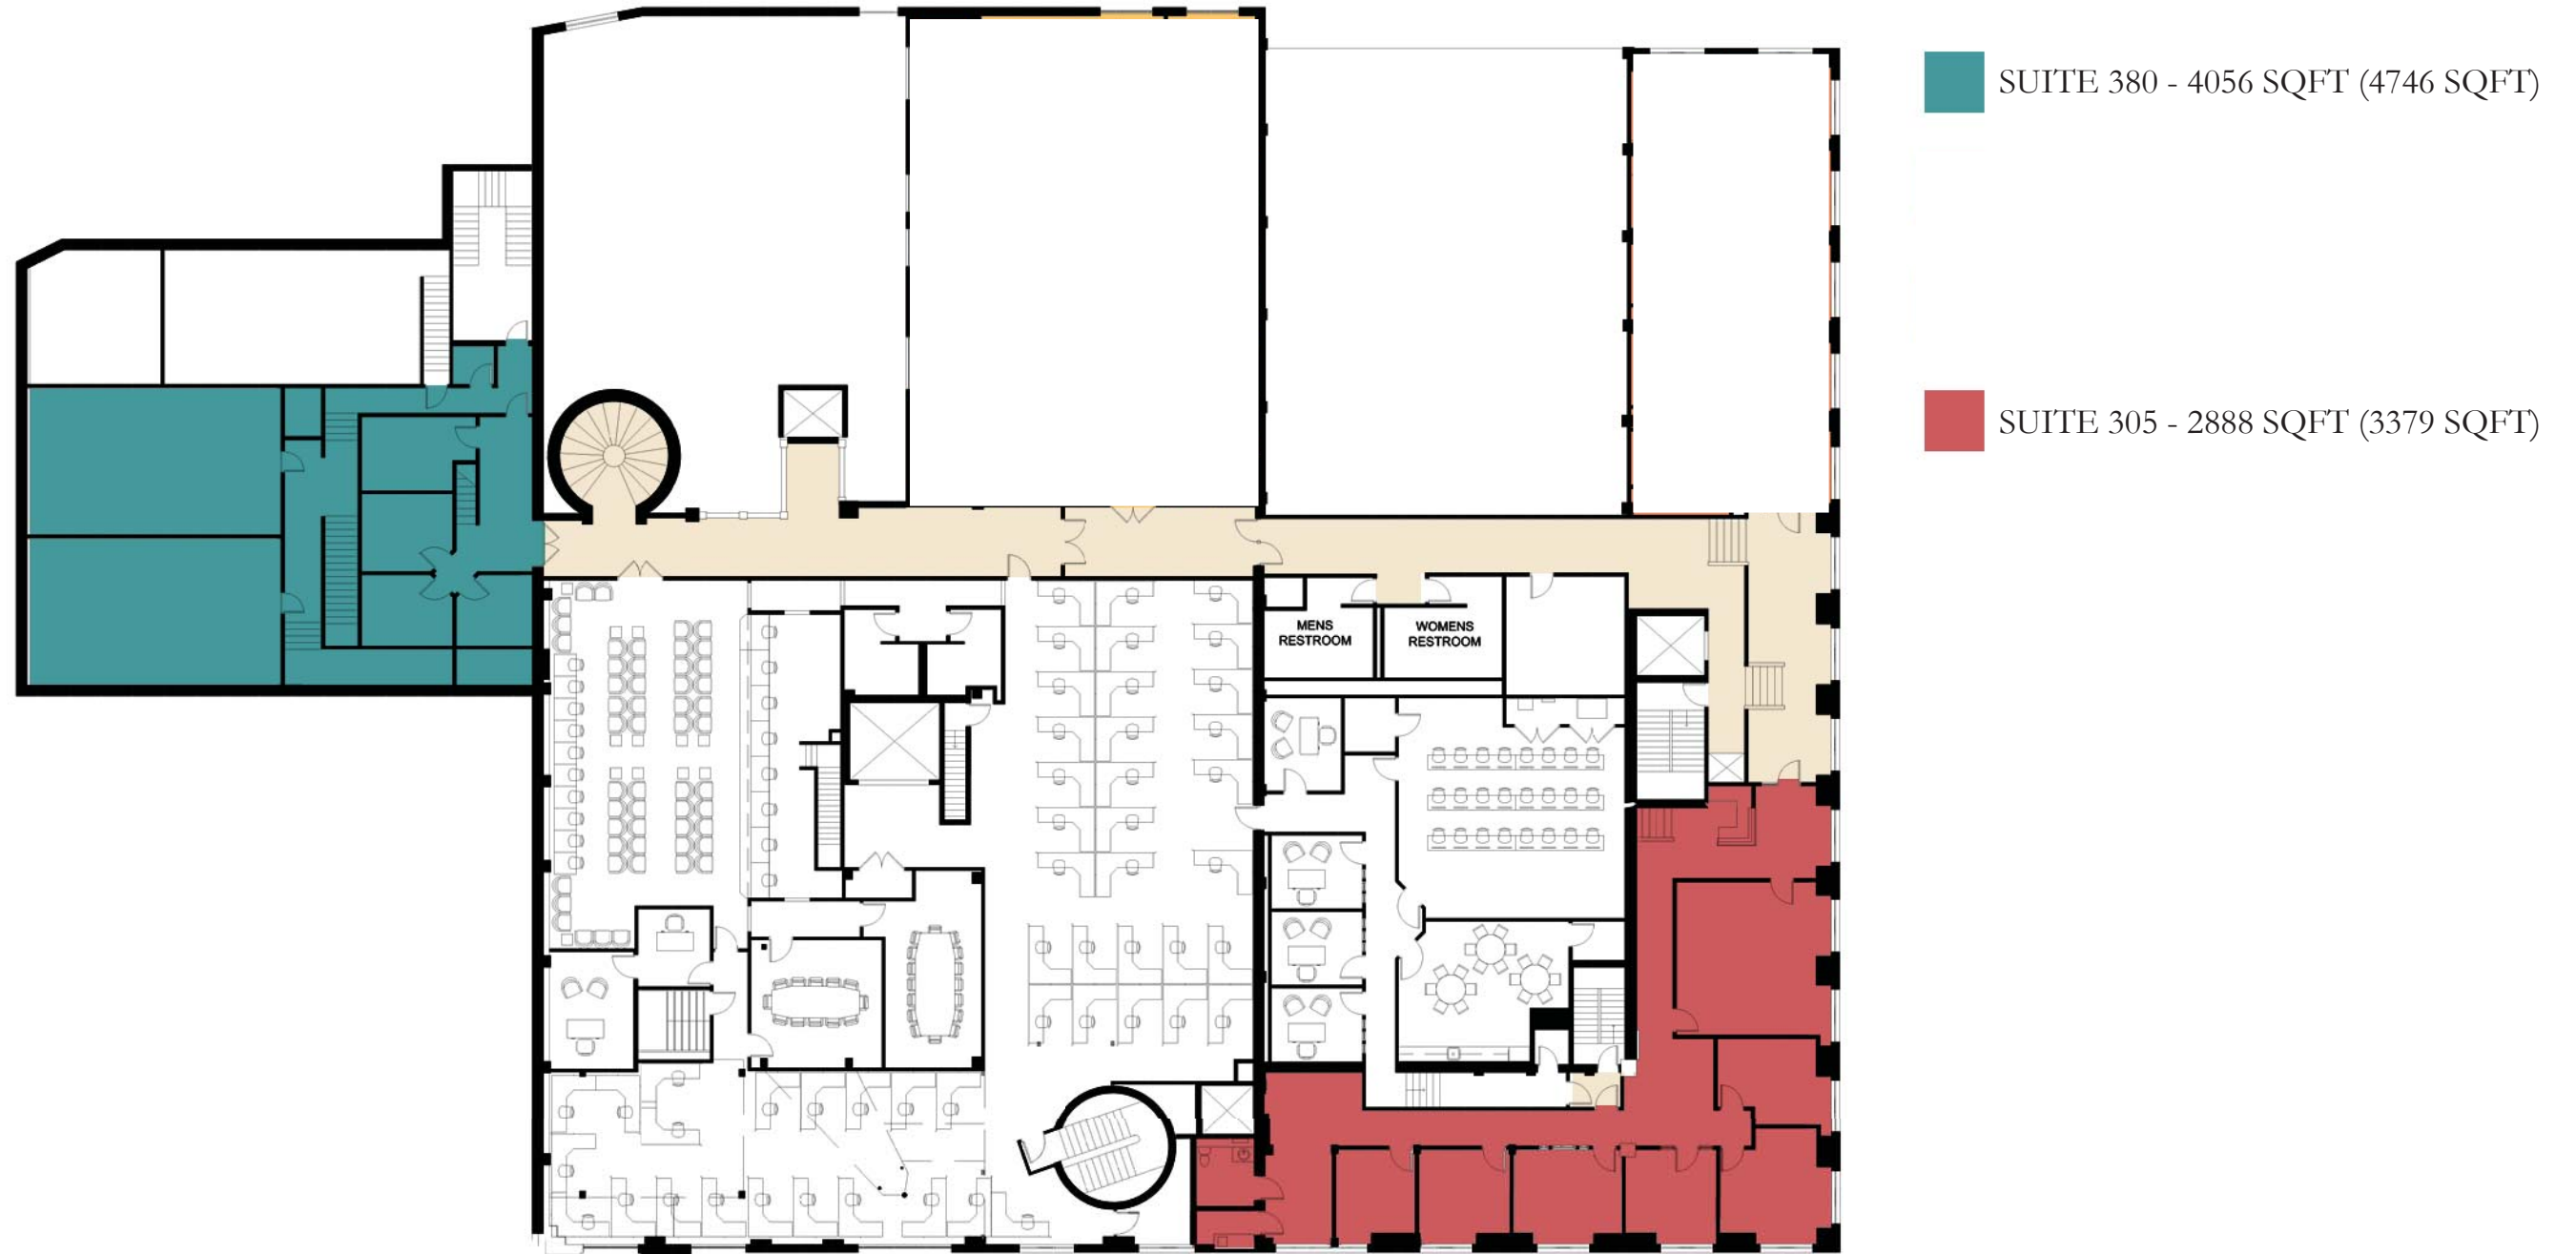 SUITE 380 - 4056 SQFT (4746 SQFT)
SUITE 305 - 2888 SQFT (3379 SQFT)
MENS
RESTROOM
WOMENS
RESTROOM